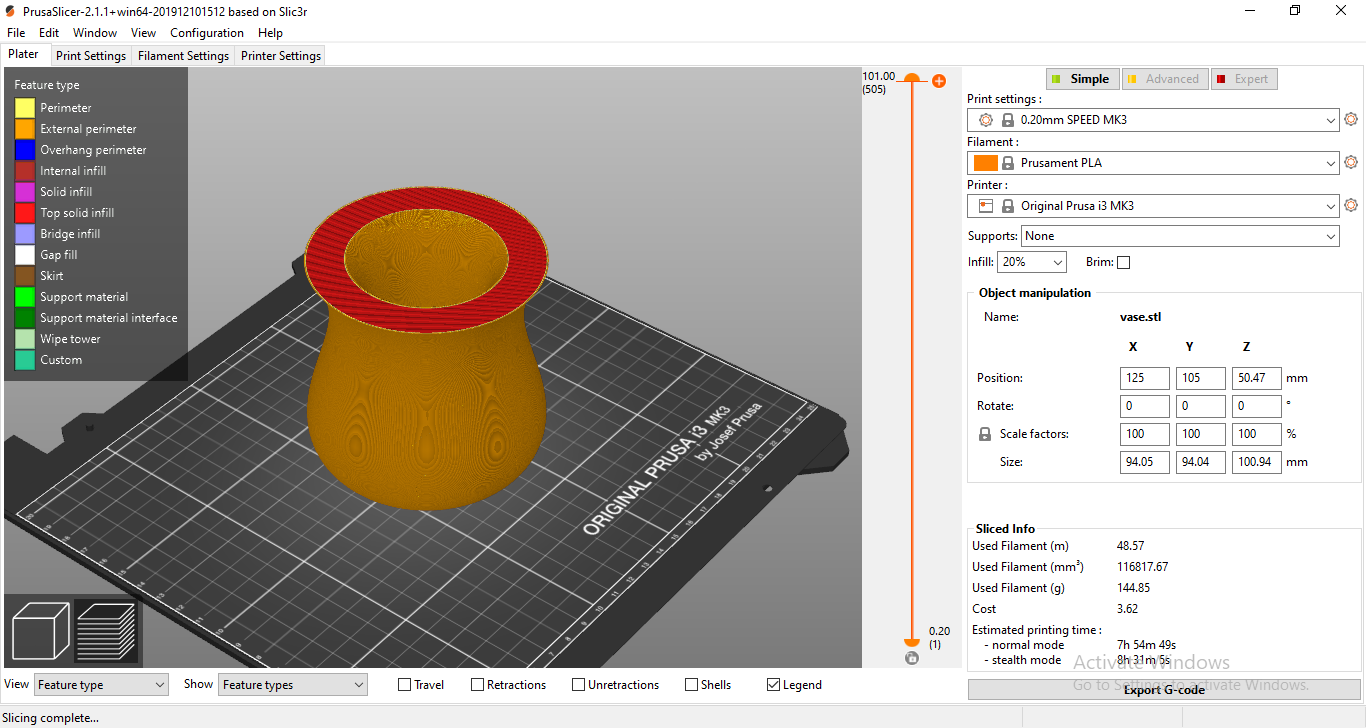 PrusaSlicer-2.1.1+win64-201912101512 based on Slic3r
File Edit Window View Configuration Help
Plater Print Settings Filament Settings Printer Settings
Feature type
Perimeter
External perimeter
Overhang perimeter
Internal infill
Solid infill
Top solid infill
Bridge infill
Gap fill
Skirt
Support material
Support material interface
Wipe tower
Custom
ORIGINAL PRUSA i3 MK3
by Josef Prusa
101.00
(505)
0.20
(1)
Simple Advanced Expert
Print settings :
0.20mm SPEED MK3
Filament :
Prusament PLA
Printer :
Original Prusa i3 MK3
Supports: None
Infill: 20% Brim:
Object manipulation
Name: vase.stl
X Y Z
Position: 125 105 50.47 mm
Rotate: 0 0 0 °
Scale factors: 100 100 100 %
Size: 94.05 94.04 100.94 mm
Sliced Info
Used Filament (m) 48.57
Used Filament (mm³) 116817.67
Used Filament (g) 144.85
Cost 3.62
Estimated printing time :
- normal mode 7h 54m 49s
- stealth mode 8h 31m 5s
Activate Windows
Go to Settings to activate Windows.
Export G-code
View Feature type Show Feature types Travel Retractions Unretractions Shells Legend
Slicing complete...